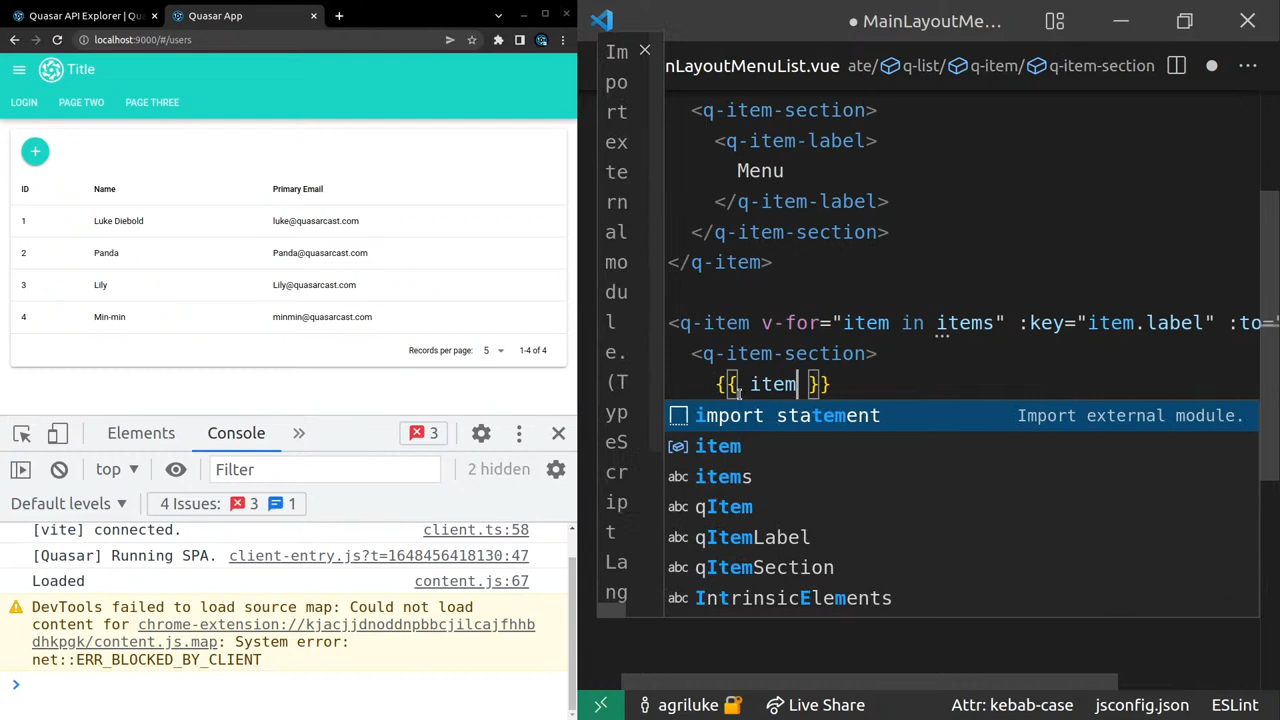 Quasar API Explorer | Qu
Quasar App
localhost:9000/#/users
Title
LOGIN PAGE TWO PAGE THREE
ID Name Primary Email
1 Luke Diebold luke@quasarcast.com
2 Panda Panda@quasarcast.com
3 Lily Lily@quasarcast.com
4 Min-min minmin@quasarcast.com
Records per page: 5 1-4 of 4
Elements Console 3
top Filter 2 hidden
Default levels 4 Issues: 3 1
[vite] connected. client.ts:58
[Quasar] Running SPA. client-entry.js?t=1648456418130:47
Loaded content.js:67
DevTools failed to load source map: Could not load
content for chrome-extension://kjacjjdnoddnpbbcjilcajfhhb
dhkpgk/content.js.map: System error:
net::ERR_BLOCKED_BY_CLIENT
MainLayoutMe...
nLayoutMenuList.vue ate/ q-list/ q-item/ q-item-section
Im
po
rt
ex
te
rn
al
mo
du
l
e.
(T
yp
eS
cr
ip
t
La
ng
<q-item-section>
<q-item-label>
Menu
</q-item-label>
</q-item-section>
</q-item>
<q-item v-for="item in items" :key="item.label" :to="
<q-item-section>
{{ item }}
import statement Import external module.
item
items
qItem
qItemLabel
qItemSection
IntrinsicElements
agriluke Live Share Attr: kebab-case jsconfig.json ESLint